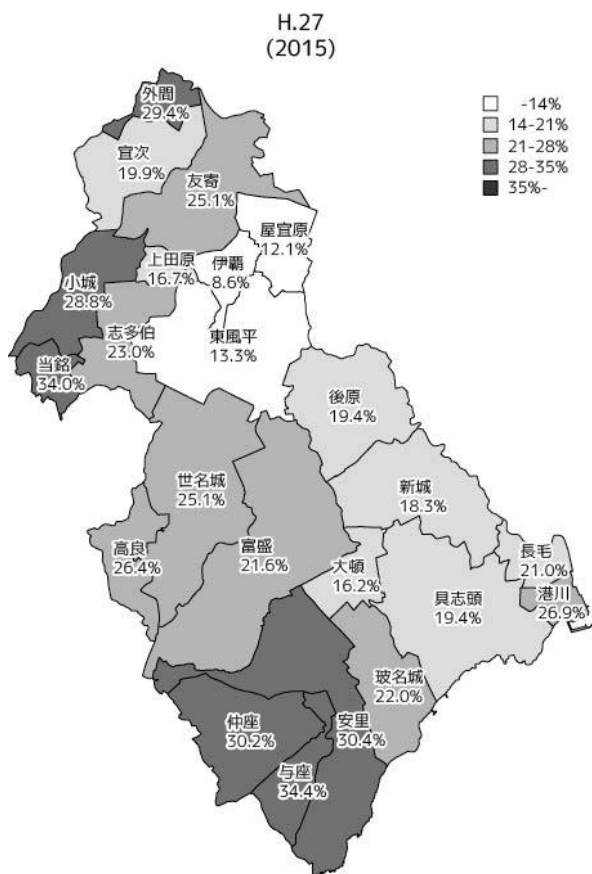 H.27
(2015)
-14%
14-21%
21-28%
28-35%
35%-
外間
29.4%
宜次
19.9%
友寄
25.1%
屋宜原
12.1%
上田原
16.7%
伊覇
8.6%
小城
28.8%
志多伯
23.0%
東風平
13.3%
当銘
34.0%
後原
19.4%
世名城
25.1%
新城
18.3%
高良
26.4%
富盛
21.6%
大頓
16.2%
長毛
21.0%
具志頭
19.4%
港川
26.9%
玻名城
22.0%
仲座
30.2%
安里
30.4%
与座
34.4%